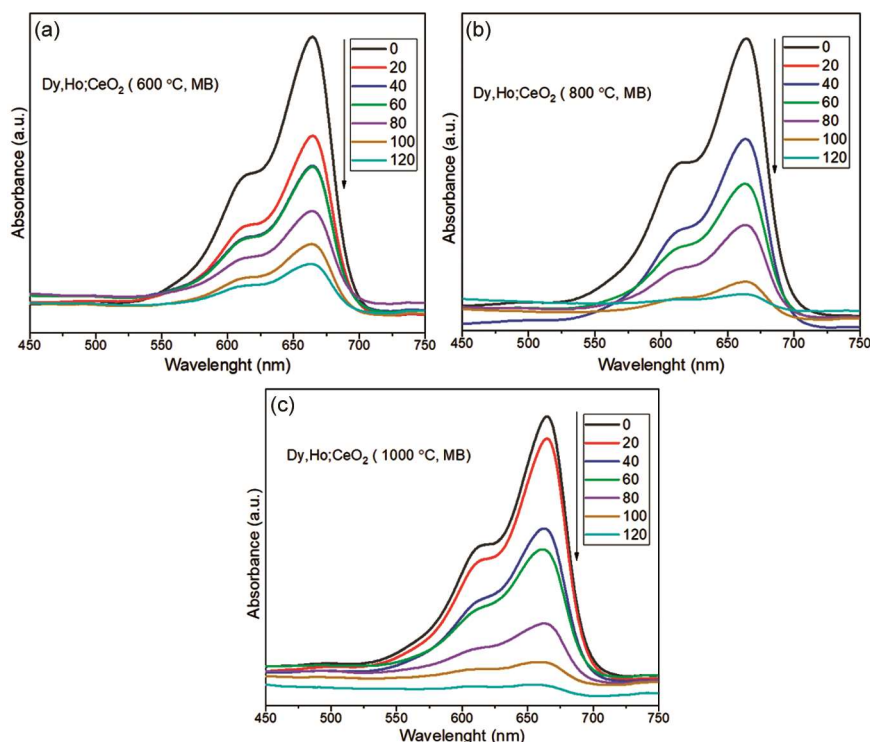 (a)
Dy,Ho;CeO₂ ( 600 °C, MB)
0
20
40
60
80
100
120
Absorbance (a.u.)
450 500 550 600 650 700 750
Wavelenght (nm)
(b)
Dy,Ho;CeO₂ ( 800 °C, MB)
0
20
40
60
80
100
120
Absorbance (a.u.)
450 500 550 600 650 700 750
Wavelenght (nm)
(c)
Dy,Ho;CeO₂ ( 1000 °C, MB)
0
20
40
60
80
100
120
Absorbance (a.u.)
450 500 550 600 650 700 750
Wavelenght (nm)